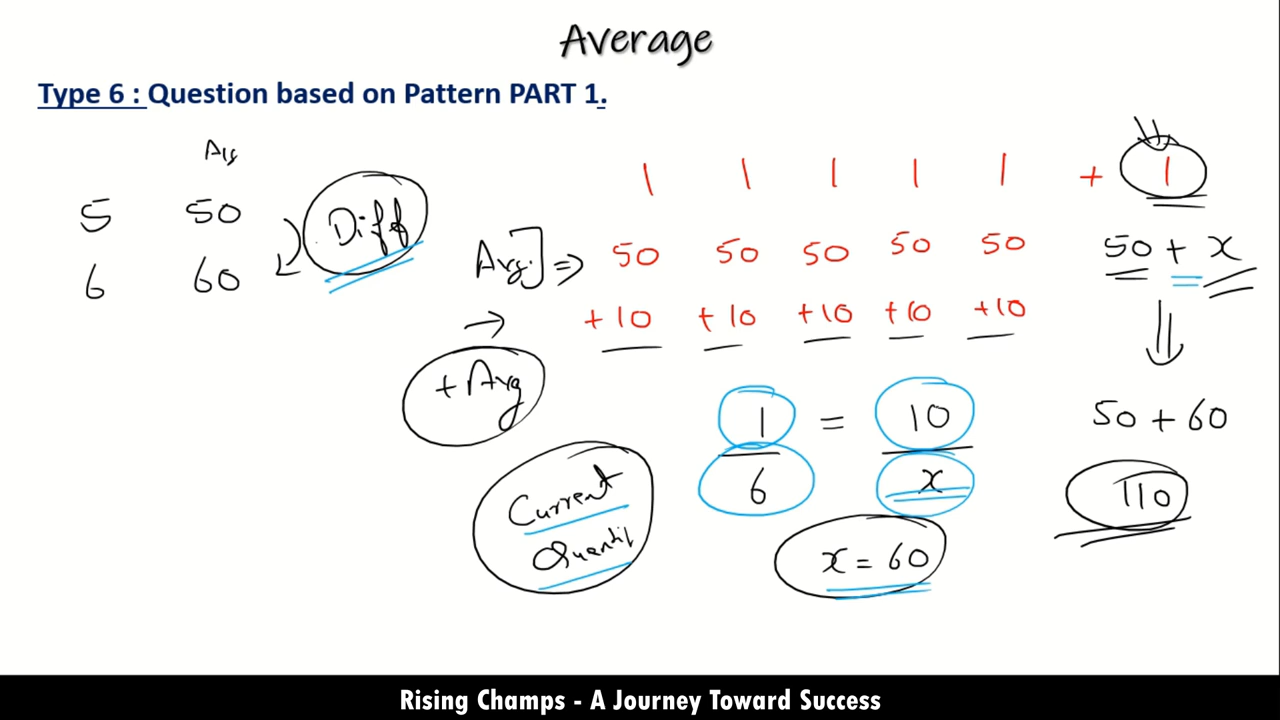 Average
Type 6 : Question based on Pattern PART 1.
Avg
5 50
6 60
Diff
1 1 1 1 1 + 1
Avg.] ⇒ 50 50 50 50 50 50 + x
→ +10 +10 +10 +10 +10
+ Avg
1/6 = 10/x
50 + 60
Current
110
x = 60
Rising Champs - A Journey Toward Success